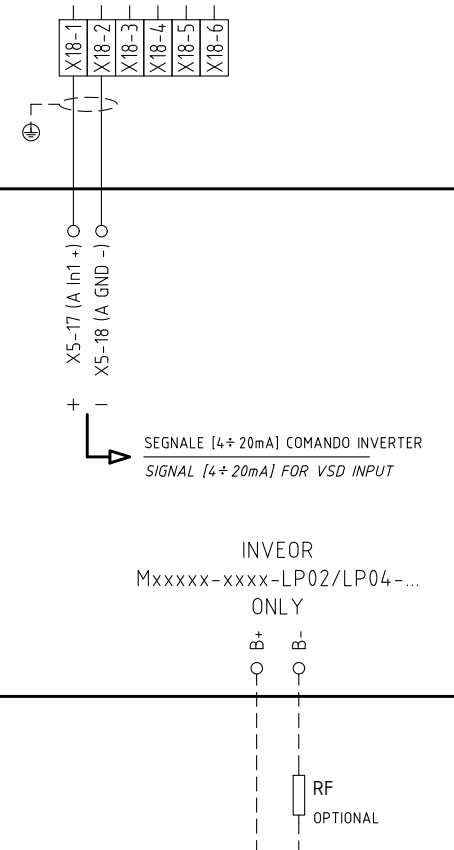 X18-1
X18-2
X18-3
X18-4
X18-5
X18-6
X5-17 (A In1 +)
X5-18 (A GND -)
+
-
SEGNALE [4÷20mA] COMANDO INVERTER
SIGNAL [4÷20mA] FOR VSD INPUT
INVEOR
Mxxxxx-xxxx-LP02/LP04-...
ONLY
B+
B-
RF
OPTIONAL